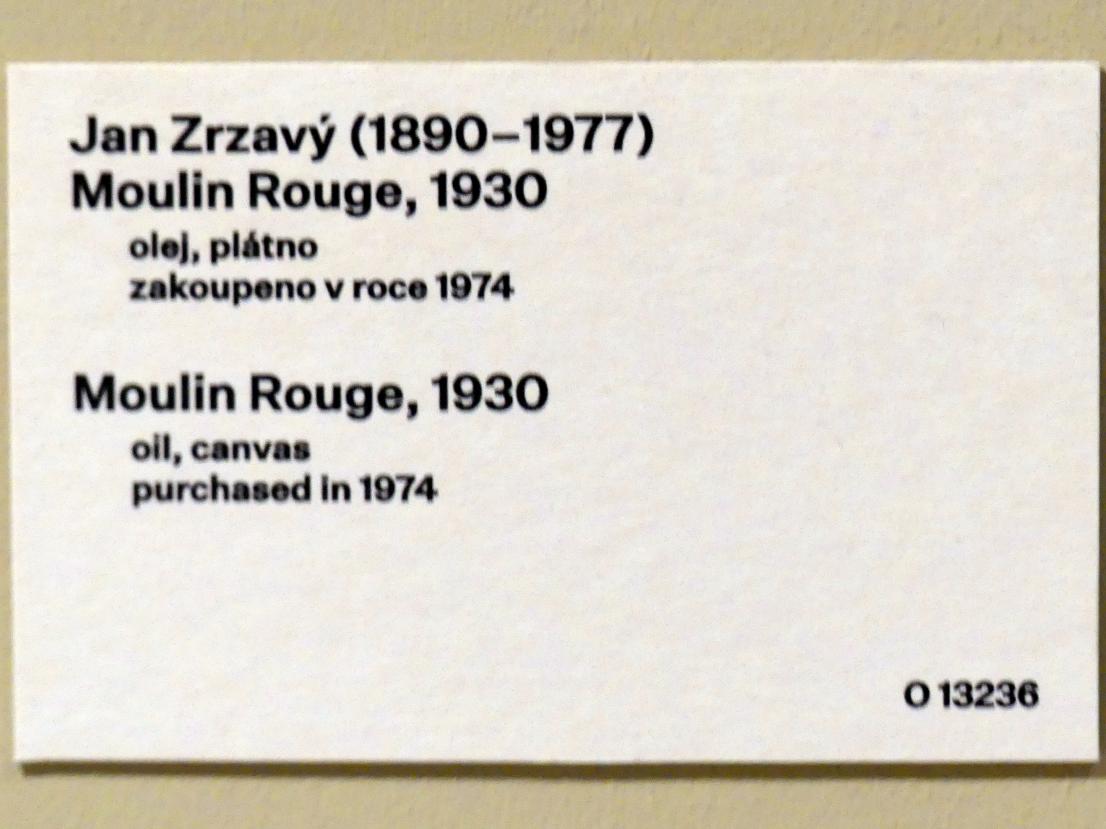 Jan Zrzavý (1890–1977)
Moulin Rouge, 1930
olej, plátno
zakoupeno v roce 1974
Moulin Rouge, 1930
oil, canvas
purchased in 1974
O 13236